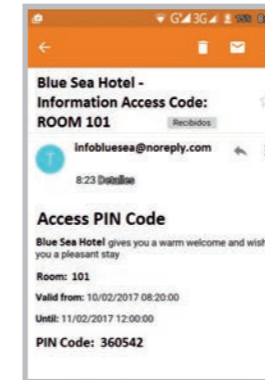 Blue Sea Hotel -
Information Access Code:
ROOM 101 Recibidos
infobluesea@noreply.com
8:23 Detalles
Access PIN Code
Blue Sea Hotel gives you a warm welcome and wish
you a pleasant stay
Room: 101
Valid from: 10/02/2017 08:20:00
Until: 11/02/2017 12:00:00
PIN Code: 360542